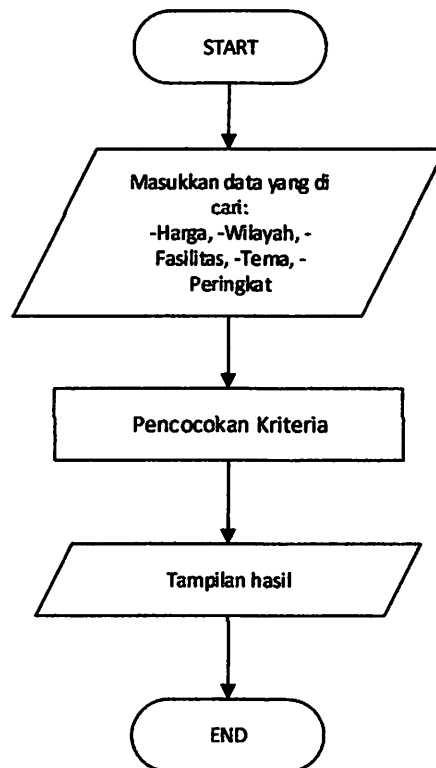 START
Masukkan data yang di
cari:
-Harga, -Wilayah, -
Fasilitas, -Tema, -
Peringkat
Pencocokan Kriteria
Tampilan hasil
END